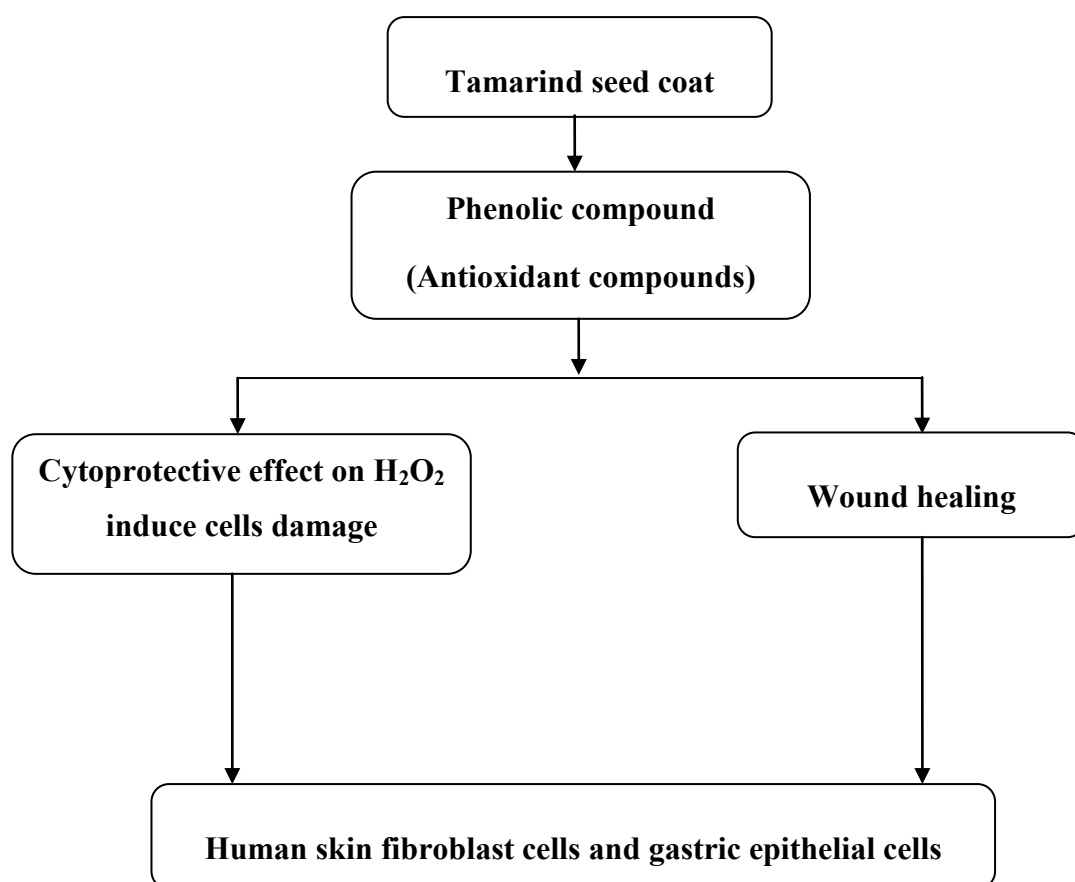 Tamarind seed coat
Phenolic compound
(Antioxidant compounds)
Cytoprotective effect on H₂O₂
induce cells damage
Wound healing
Human skin fibroblast cells and gastric epithelial cells